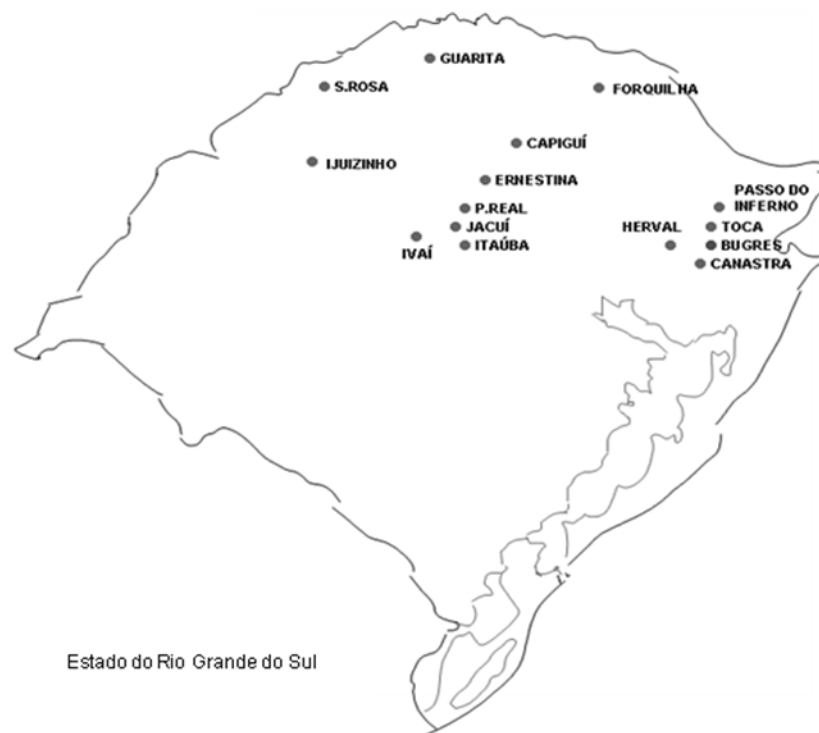 GUARITA
S.ROSA
FORQUILHA
CAPIGUÍ
IJUIZINHO
ERNESTINA
PASSO DO
INFERNO
P.REAL
JACUÍ
HERVAL
TOCA
IVAÍ
ITAÚBA
BUGRES
CANASTRA
Estado do Rio Grande do Sul